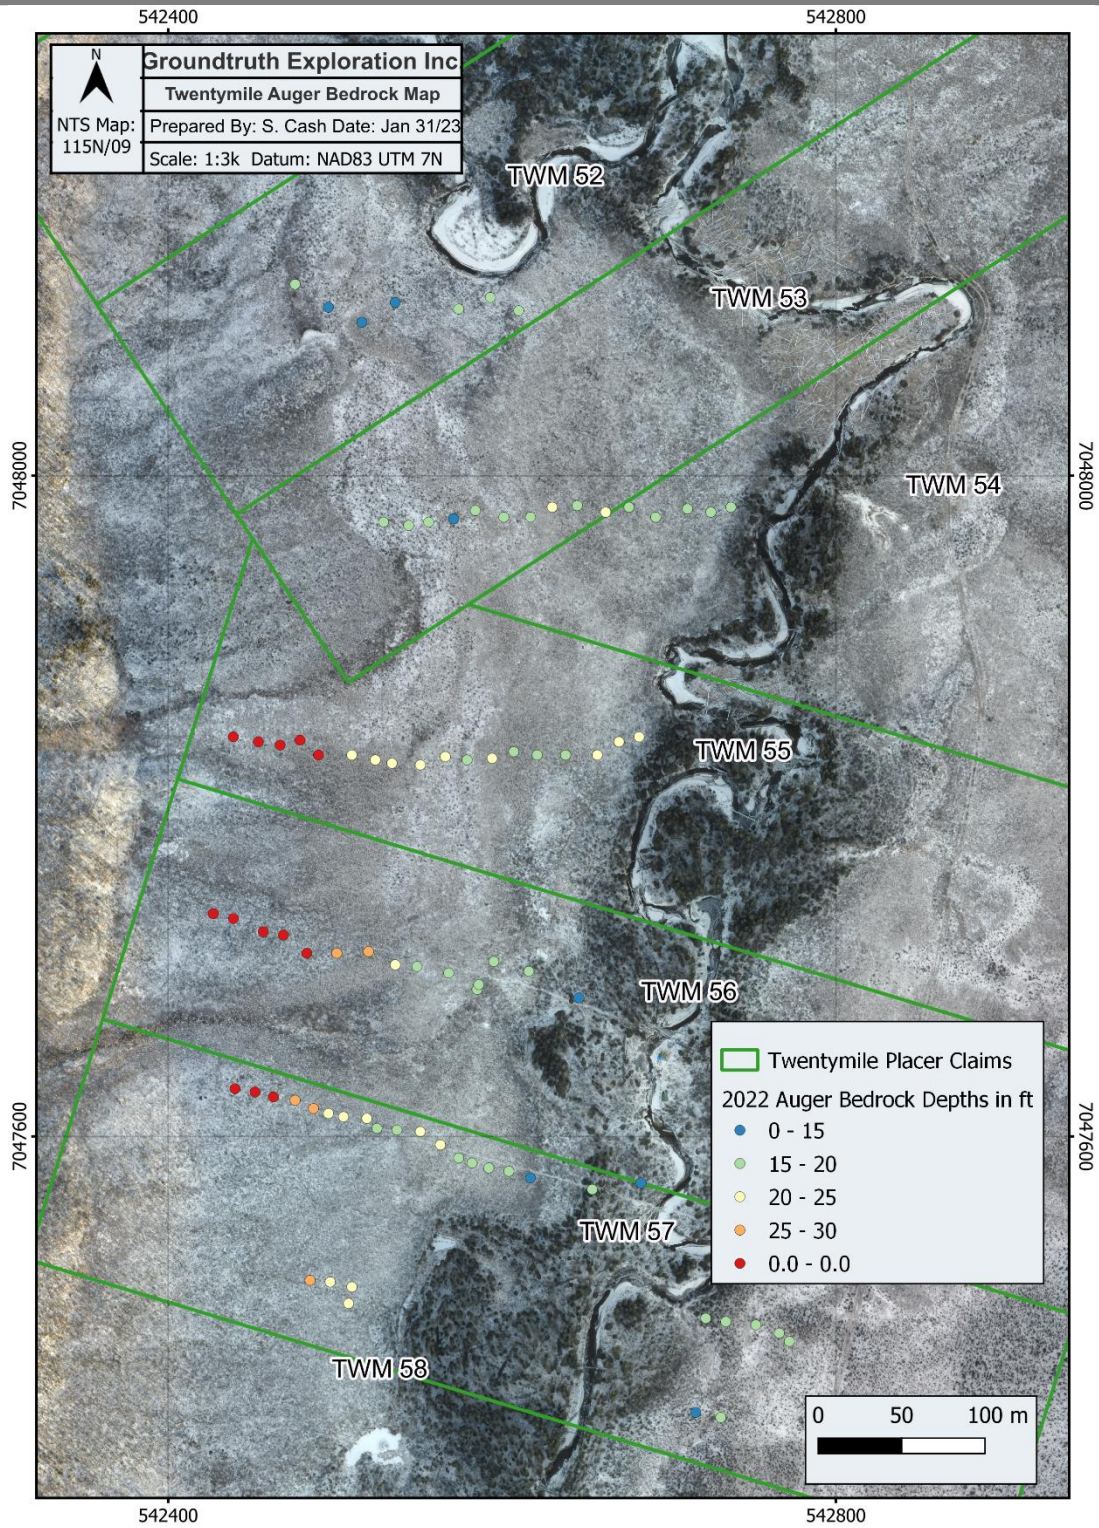 542400
542800
N
NTS Map:
115N/09
Groundtruth Exploration Inc
Twentymile Auger Bedrock Map
Prepared By: S. Cash Date: Jan 31/23
Scale: 1:3k Datum: NAD83 UTM 7N
TWM 52
TWM 53
7048000
7048000
TWM 54
TWM 55
TWM 56
7047600
7047600
Twentymile Placer Claims
2022 Auger Bedrock Depths in ft
0 - 15
15 - 20
20 - 25
25 - 30
0.0 - 0.0
TWM 57
TWM 58
0 50 100 m
542400
542800